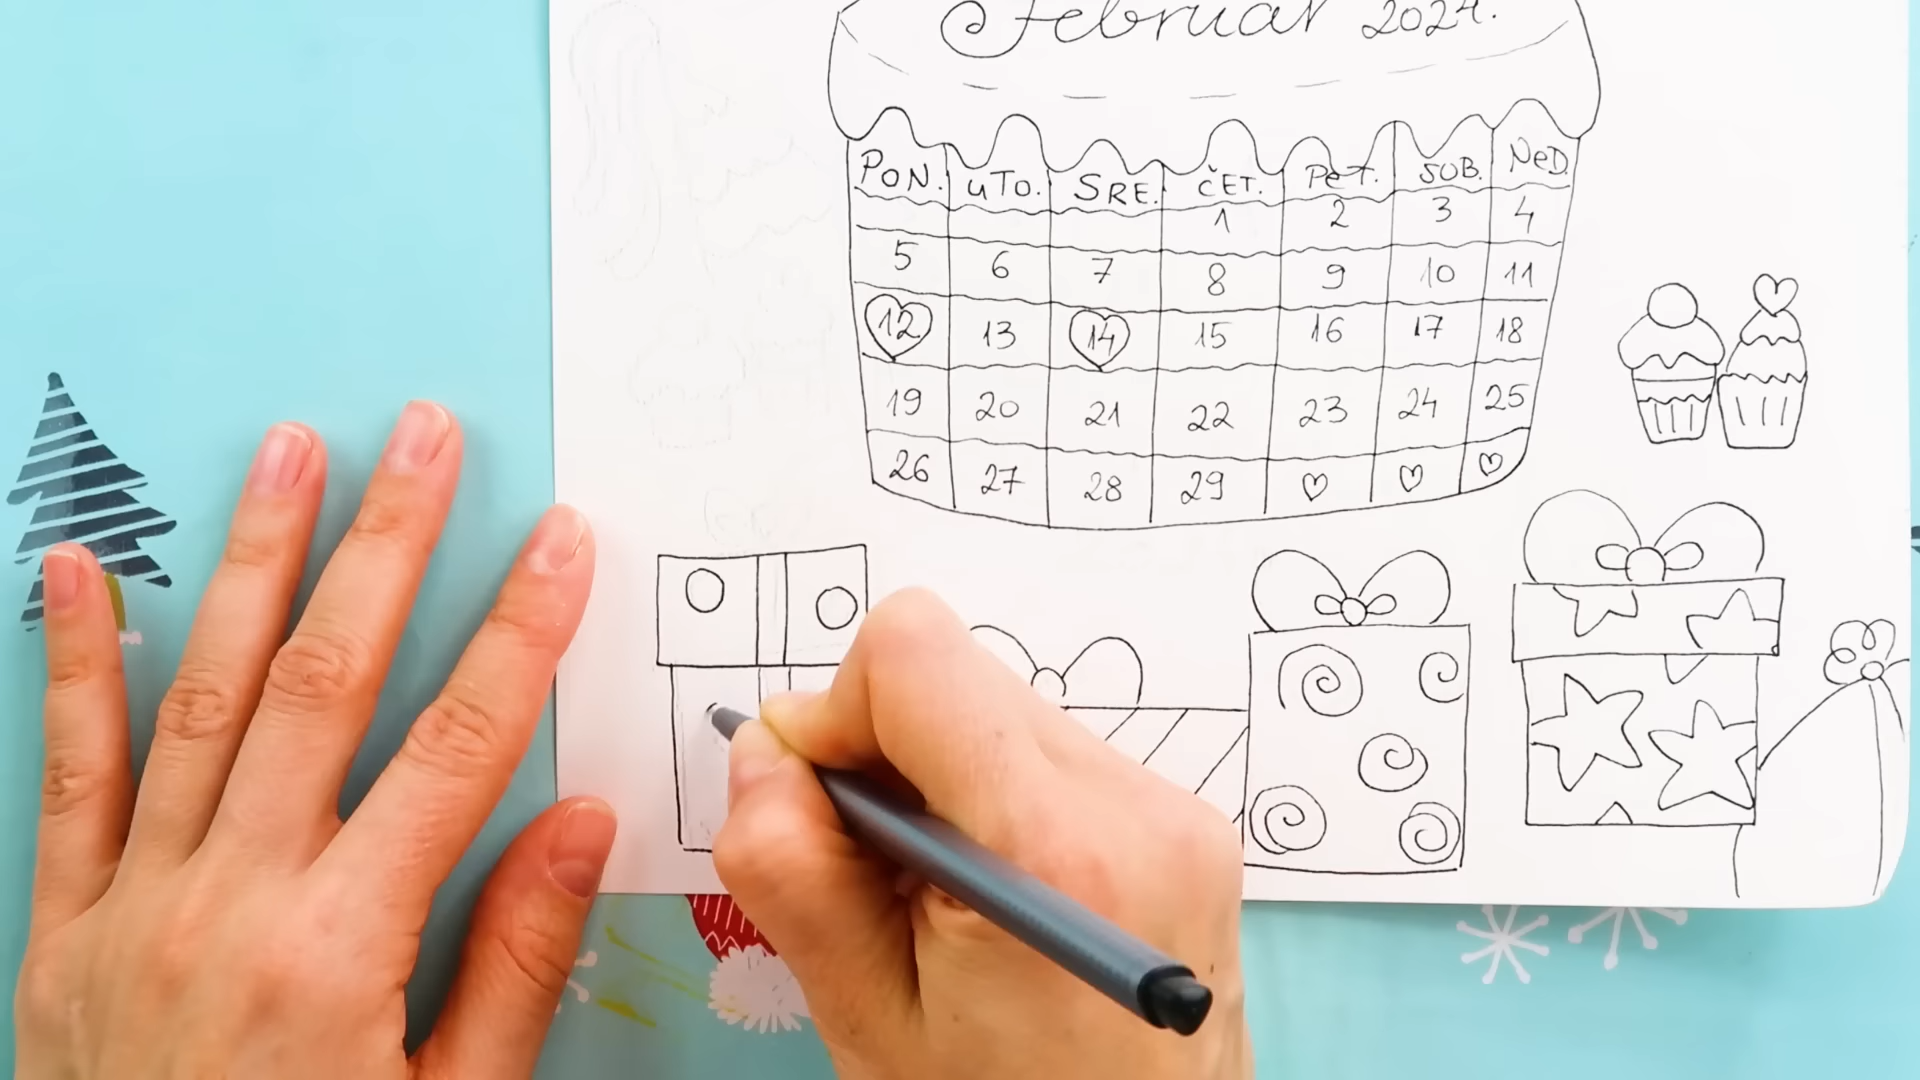 Februar 2024.
PON. UTO. SRE. ČET. Pet. SUB. NeD.
1 2 3 4
5 6 7 8 9 10 11
12 13 14 15 16 17 18
19 20 21 22 23 24 25
26 27 28 29